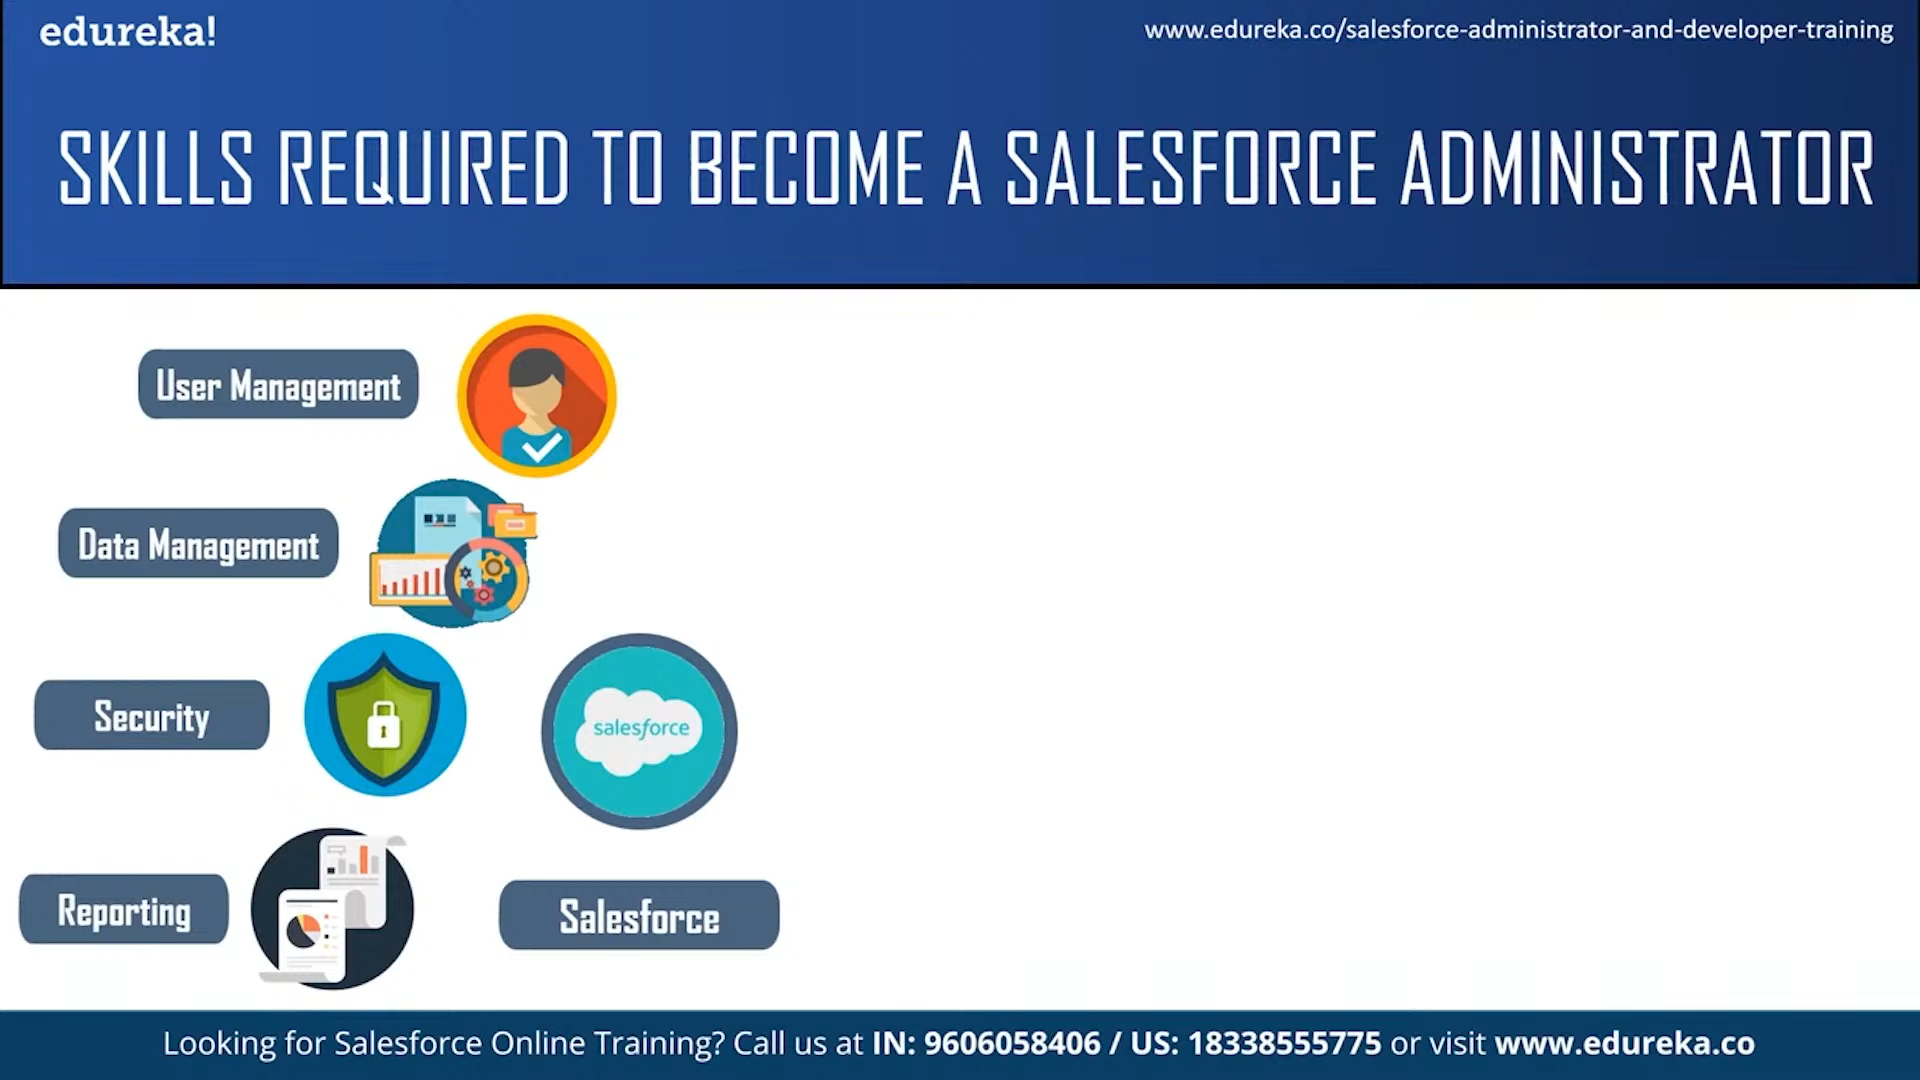 edureka!
www.edureka.co/salesforce-administrator-and-developer-training
SKILLS REQUIRED TO BECOME A SALESFORCE ADMINISTRATOR
User Management
Data Management
Security
salesforce
Reporting
Salesforce
Looking for Salesforce Online Training? Call us at IN: 9606058406 / US: 18338555775 or visit www.edureka.co